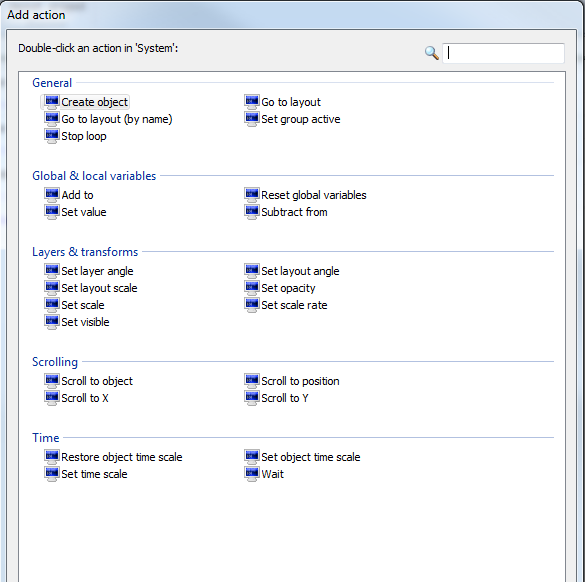 Add action
Double-click an action in 'System':
General
Create object Go to layout
Go to layout (by name) Set group active
Stop loop
Global & local variables
Add to Reset global variables
Set value Subtract from
Layers & transforms
Set layer angle Set layout angle
Set layout scale Set opacity
Set scale Set scale rate
Set visible
Scrolling
Scroll to object Scroll to position
Scroll to X Scroll to Y
Time
Restore object time scale Set object time scale
Set time scale Wait